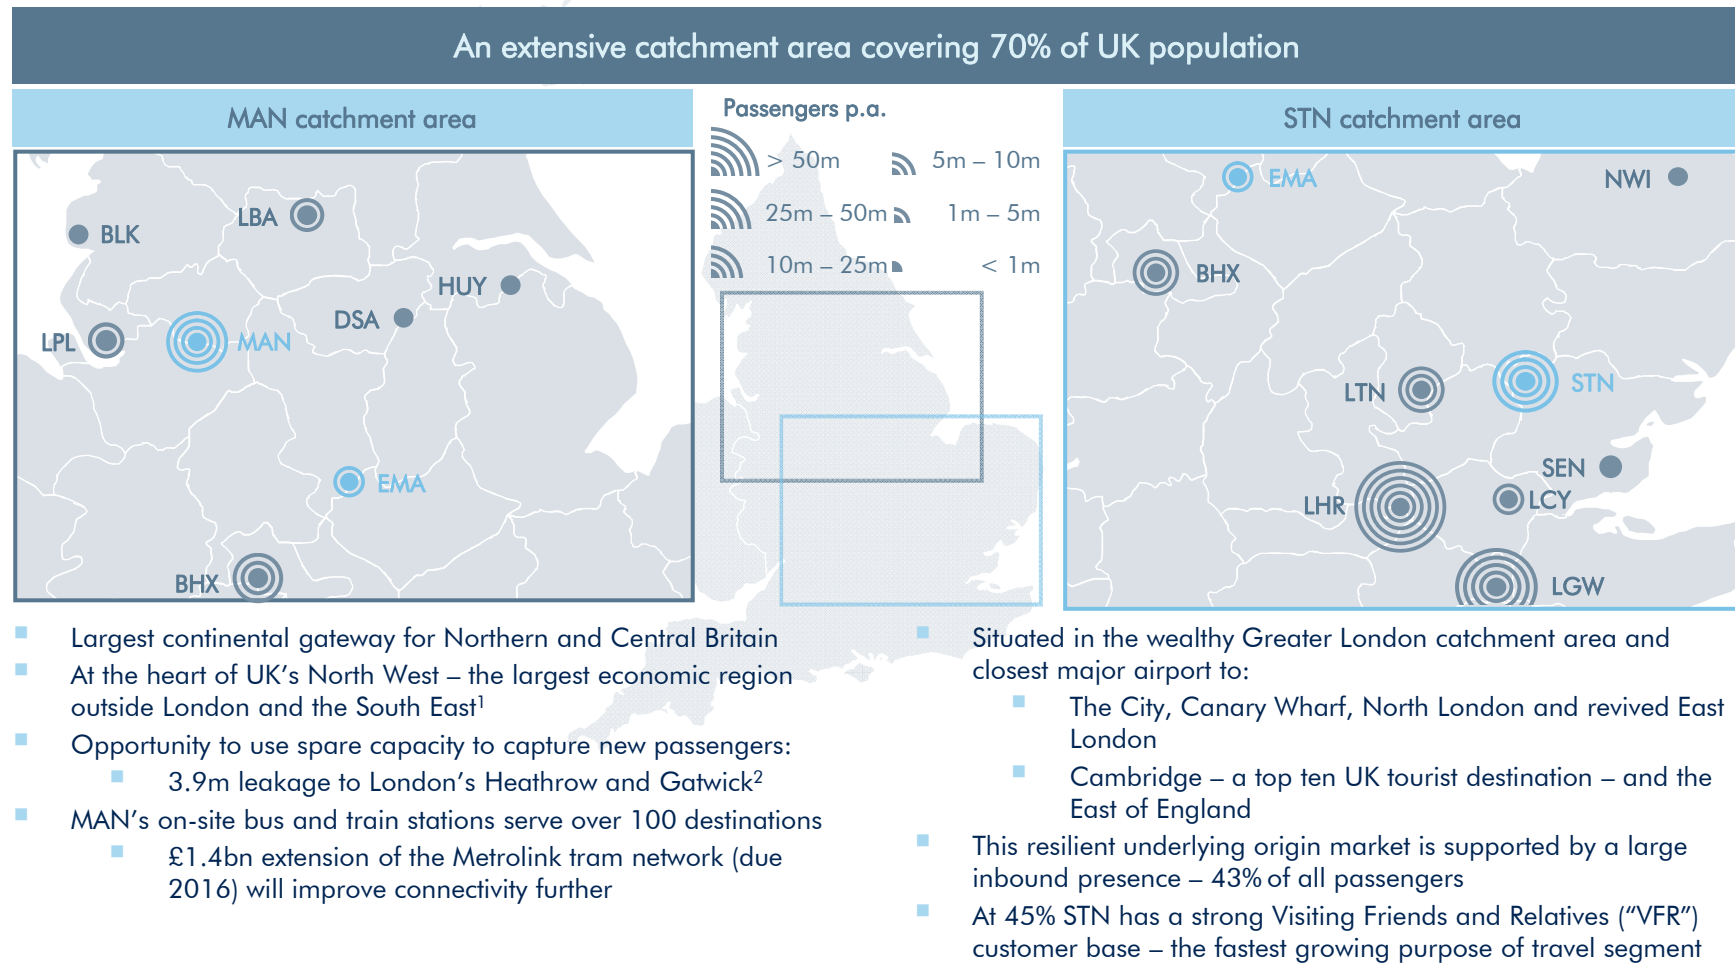 An extensive catchment area covering 70% of UK population
MAN catchment area
BLK
LBA
HUY
DSA
LPL
MAN
EMA
BHX
Passengers p.a.
> 50m
5m – 10m
25m – 50m
1m – 5m
10m – 25m
< 1m
STN catchment area
EMA
NWI
BHX
LTN
STN
SEN
LHR
LCY
LGW
Largest continental gateway for Northern and Central Britain
At the heart of UK’s North West – the largest economic region
outside London and the South East¹
Opportunity to use spare capacity to capture new passengers:
3.9m leakage to London’s Heathrow and Gatwick²
MAN’s on-site bus and train stations serve over 100 destinations
£1.4bn extension of the Metrolink tram network (due
2016) will improve connectivity further
Situated in the wealthy Greater London catchment area and
closest major airport to:
The City, Canary Wharf, North London and revived East
London
Cambridge – a top ten UK tourist destination – and the
East of England
This resilient underlying origin market is supported by a large
inbound presence – 43% of all passengers
At 45% STN has a strong Visiting Friends and Relatives (“VFR”)
customer base – the fastest growing purpose of travel segment